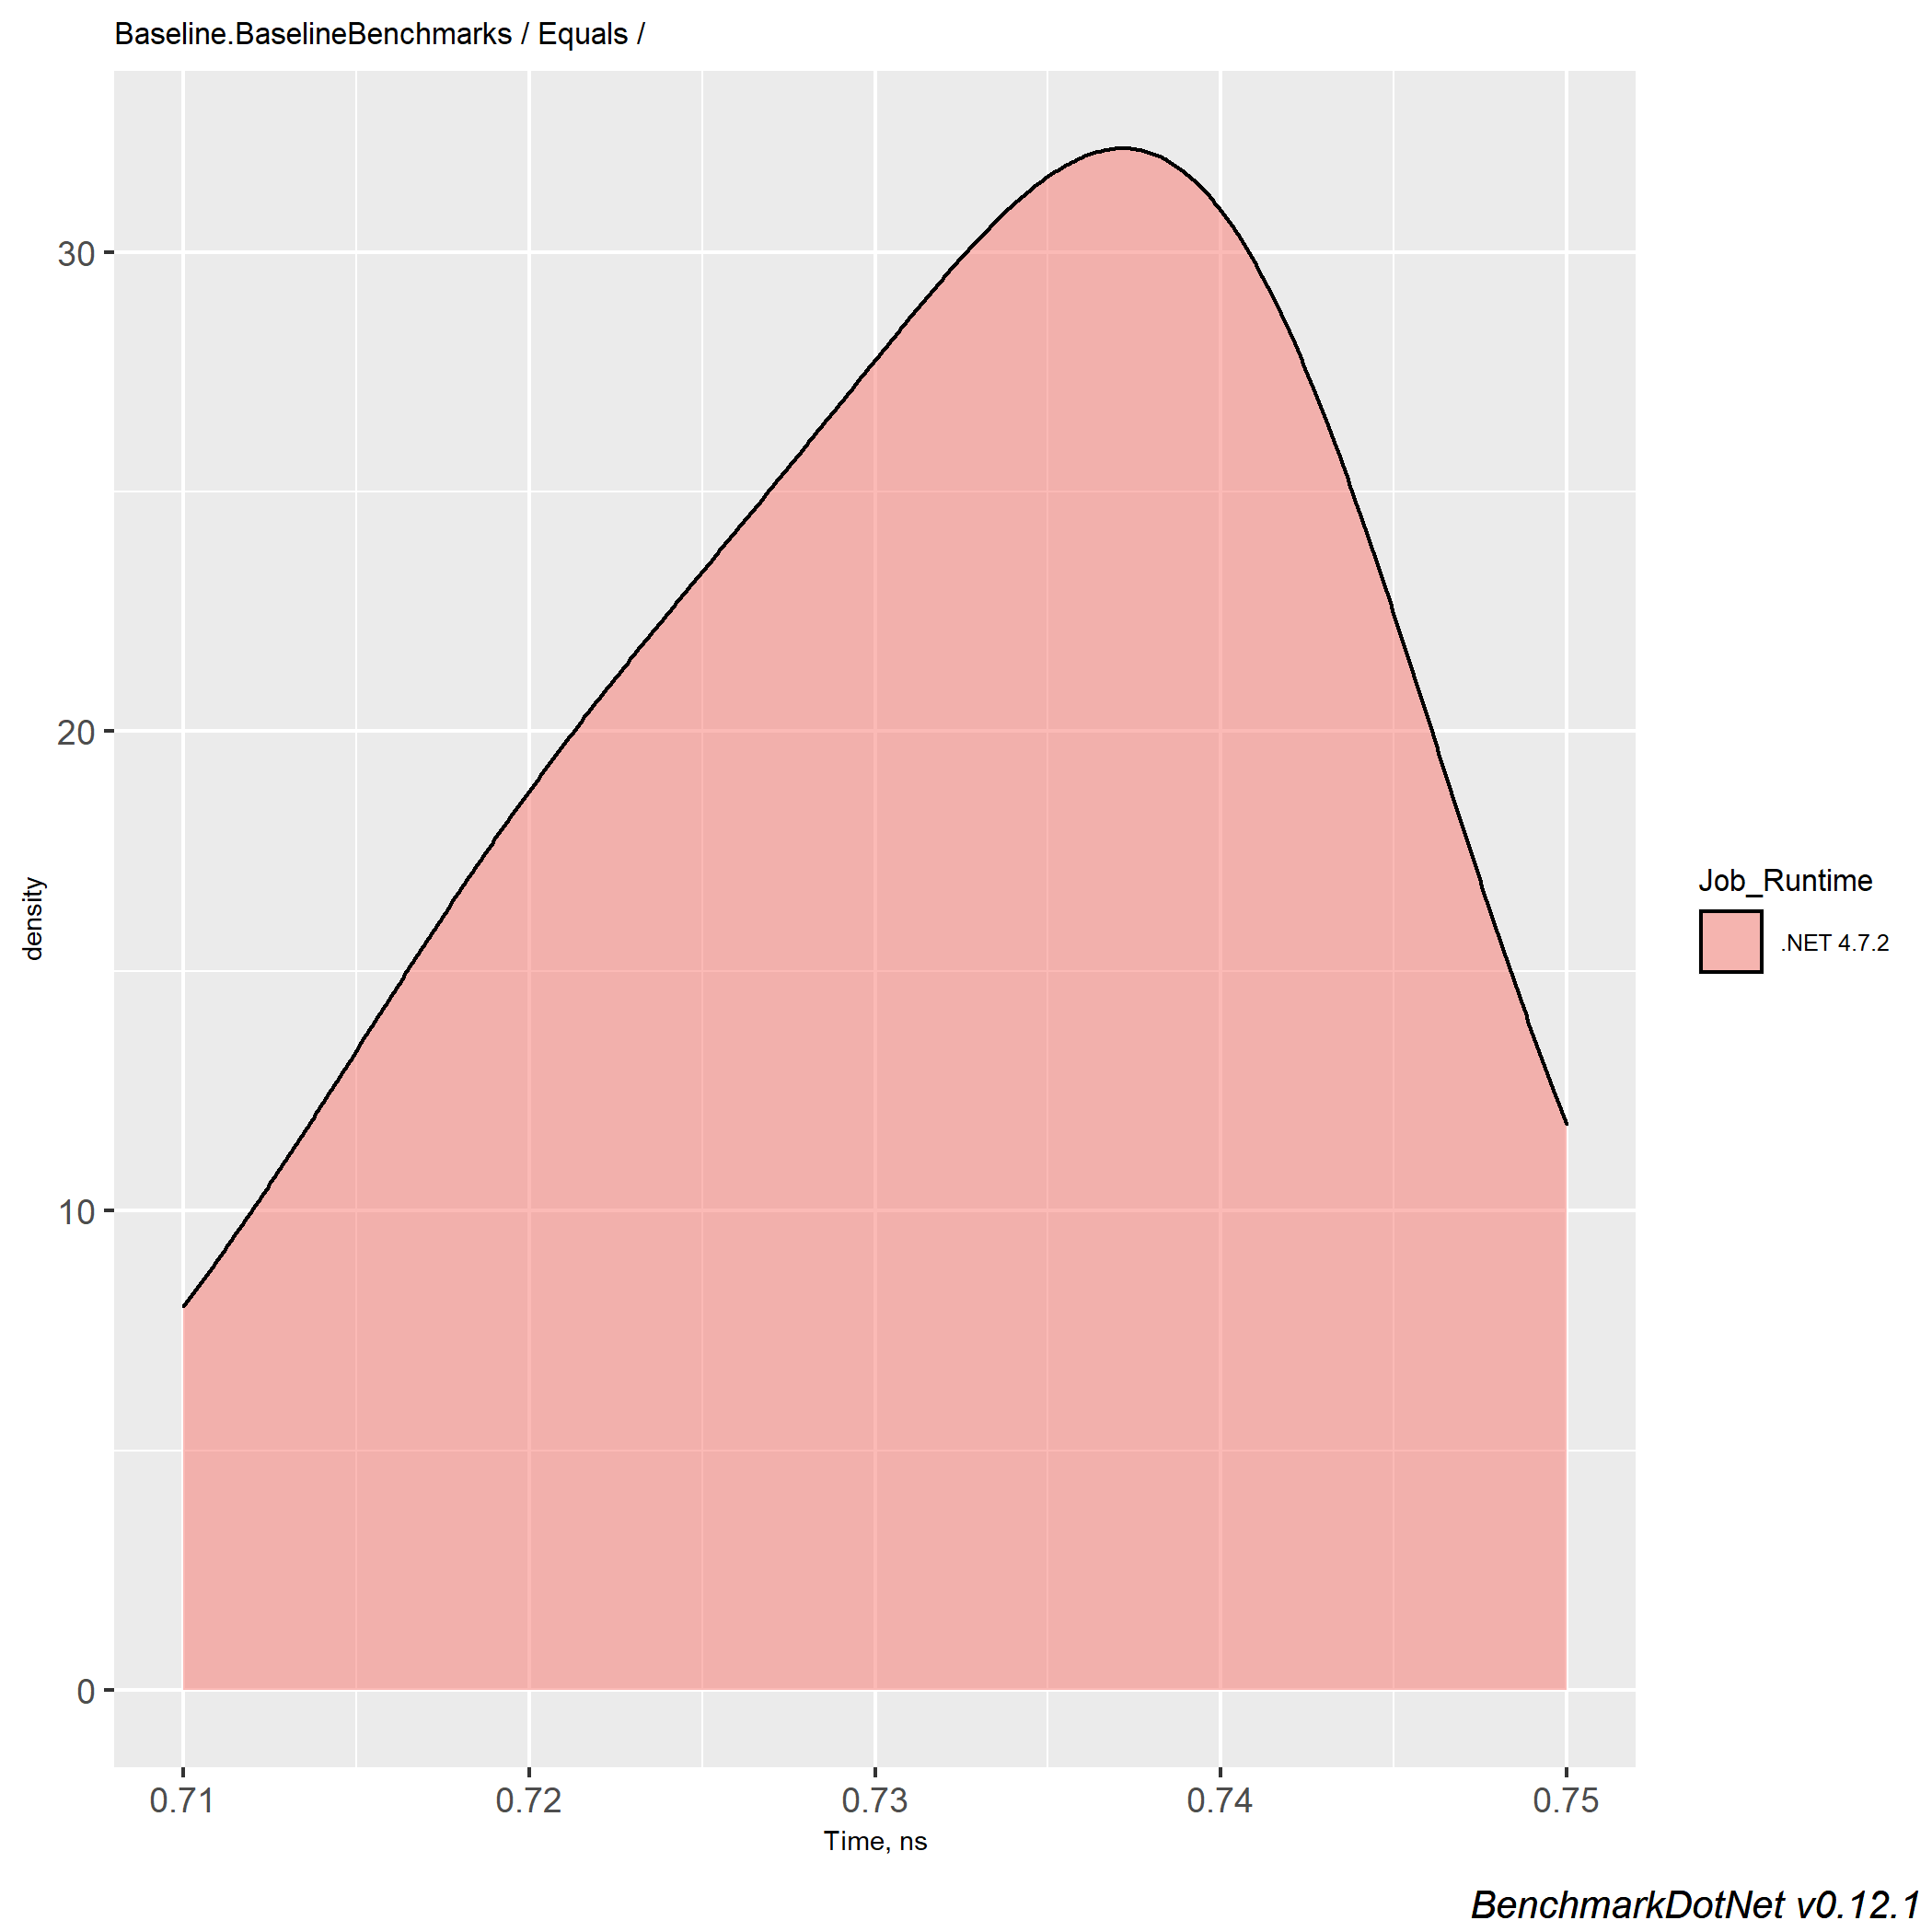 Baseline.BaselineBenchmarks / Equals /
30
20
10
0
density
0.71 0.72 0.73 0.74 0.75
Time, ns
Job_Runtime
.NET 4.7.2
BenchmarkDotNet v0.12.1